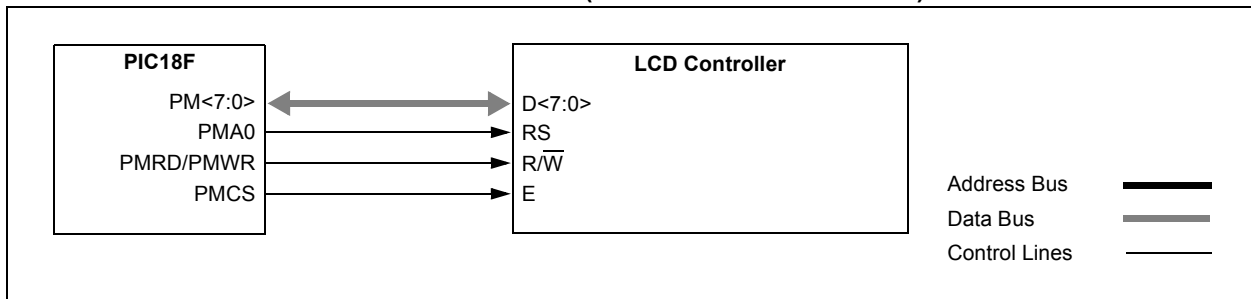 PIC18F
LCD Controller
PM<7:0>
D<7:0>
PMA0
RS
PMRD/PMWR
R/W̅
PMCS
E
Address Bus
Data Bus
Control Lines